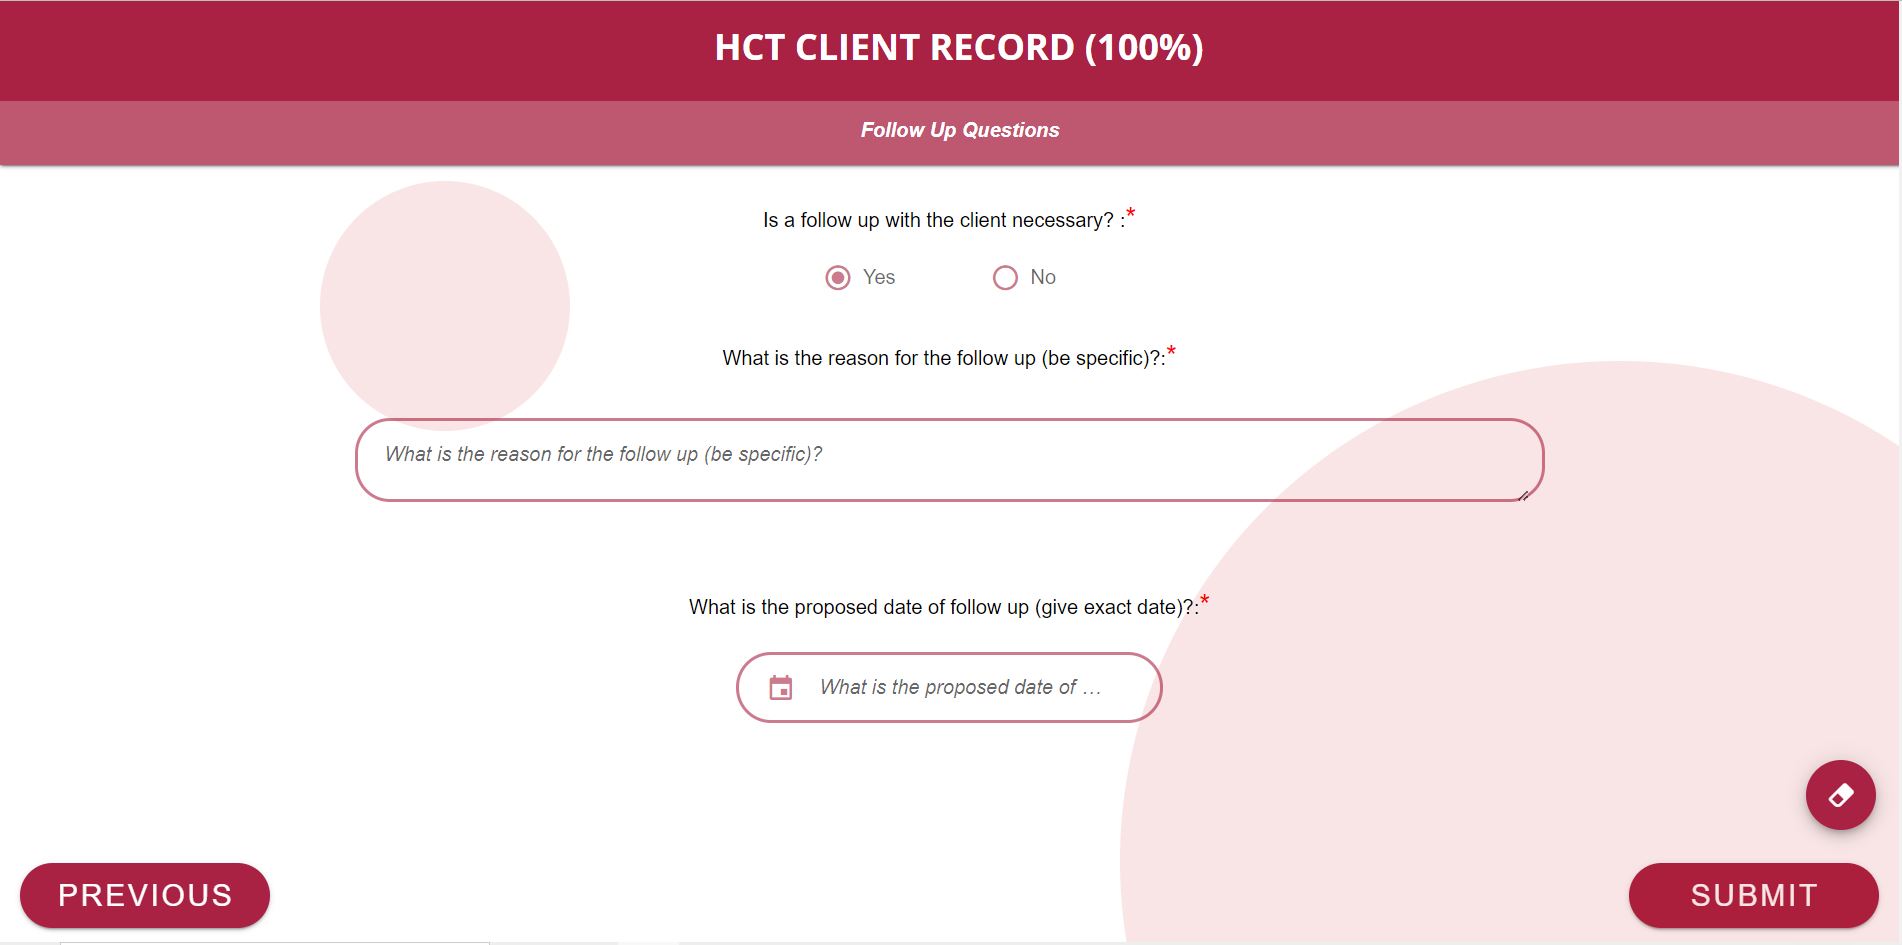 HCT CLIENT RECORD (100%)
Follow Up Questions
Is a follow up with the client necessary? :*
Yes No
What is the reason for the follow up (be specific)?:*
What is the reason for the follow up (be specific)?
What is the proposed date of follow up (give exact date)?:*
What is the proposed date of ...
PREVIOUS SUBMIT